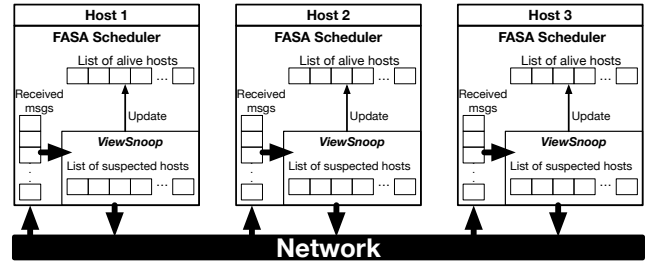 Host 1
FASA Scheduler
List of alive hosts
...
Received
msgs
Update
ViewSnoop
List of suspected hosts
...
Host 2
FASA Scheduler
List of alive hosts
...
Received
msgs
Update
ViewSnoop
List of suspected hosts
...
Host 3
FASA Scheduler
List of alive hosts
...
Received
msgs
Update
ViewSnoop
List of suspected hosts
...
Network